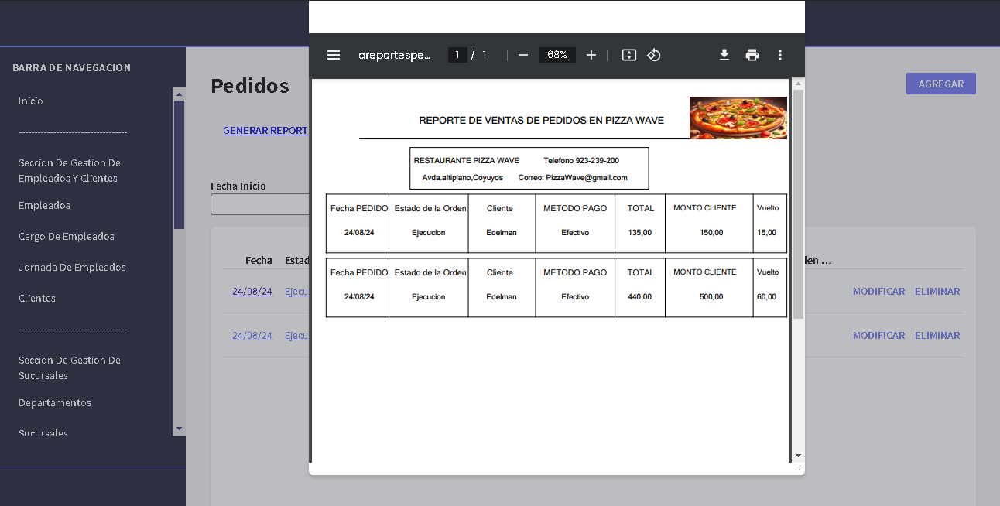 BARRA DE NAVEGACION
Inicio
-----------------------------------
Seccion De Gestion De
Empleados Y Clientes
Empleados
Cargo De Empleados
Jornada De Empleados
Clientes
-----------------------------------
Seccion De Gestion De
Sucursales
Departamentos
Sucursales
Pedidos
AGREGAR
GENERAR REPORT
Fecha Inicio
Fecha Estad
24/08/24 Ejecu
24/08/24 Ejecu
den ...
MODIFICAR ELIMINAR
MODIFICAR ELIMINAR
areportespe... 1 / 1 68%
REPORTE DE VENTAS DE PEDIDOS EN PIZZA WAVE
RESTAURANTE PIZZA WAVE Telefono 923-239-200
Avda.altiplano,Coyuyos Correo: PizzaWave@gmail.com
Fecha PEDIDO Estado de la Orden Cliente METODO PAGO TOTAL MONTO CLIENTE Vuelto
24/08/24 Ejecucion Edelman Efectivo 135,00 150,00 15,00
Fecha PEDIDO Estado de la Orden Cliente METODO PAGO TOTAL MONTO CLIENTE Vuelto
24/08/24 Ejecucion Edelman Efectivo 440,00 500,00 60,00